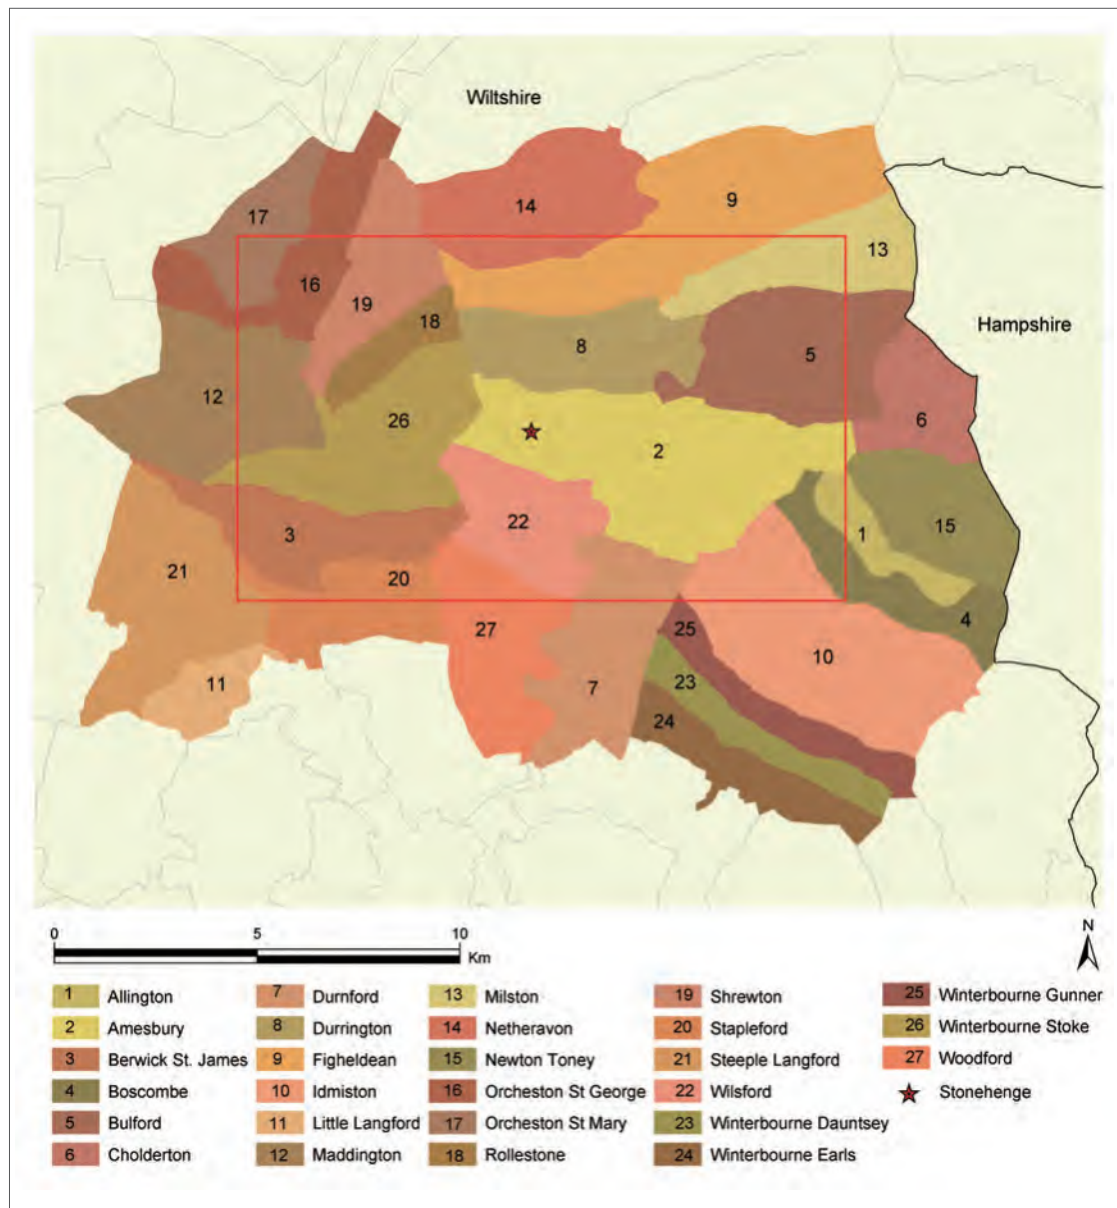 Wiltshire
17
14
9
13
16
19
18
Hampshire
8
5
12
26
6
2
22
15
3
1
21
20
4
27
25
10
11
23
7
24
N
0 5 10
Km
1 Allington
2 Amesbury
3 Berwick St. James
4 Boscombe
5 Bulford
6 Cholderton
7 Durnford
8 Durrington
9 Figheldean
10 Idmiston
11 Little Langford
12 Maddington
13 Milston
14 Netheravon
15 Newton Toney
16 Orcheston St George
17 Orcheston St Mary
18 Rollestone
19 Shrewton
20 Stapleford
21 Steeple Langford
22 Wilsford
23 Winterbourne Dauntsey
24 Winterbourne Earls
25 Winterbourne Gunner
26 Winterbourne Stoke
27 Woodford
Stonehenge